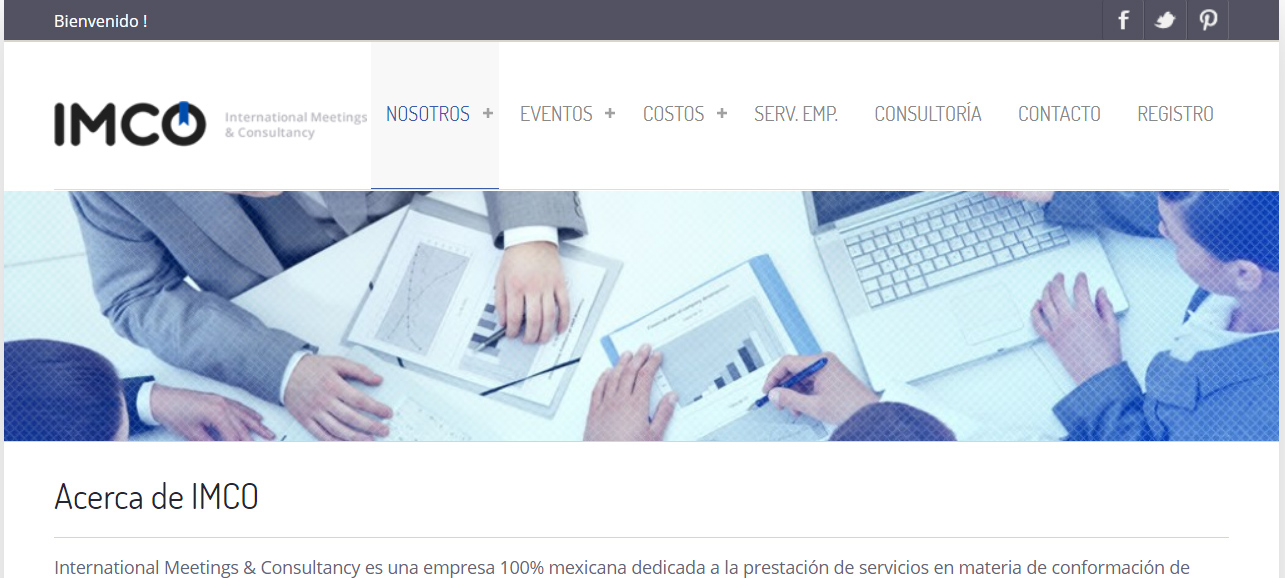 Bienvenido !
IMCO
International Meetings
& Consultancy
NOSOTROS + EVENTOS + COSTOS + SERV. EMP. CONSULTORÍA CONTACTO REGISTRO
Acerca de IMCO
International Meetings & Consultancy es una empresa 100% mexicana dedicada a la prestación de servicios en materia de conformación de